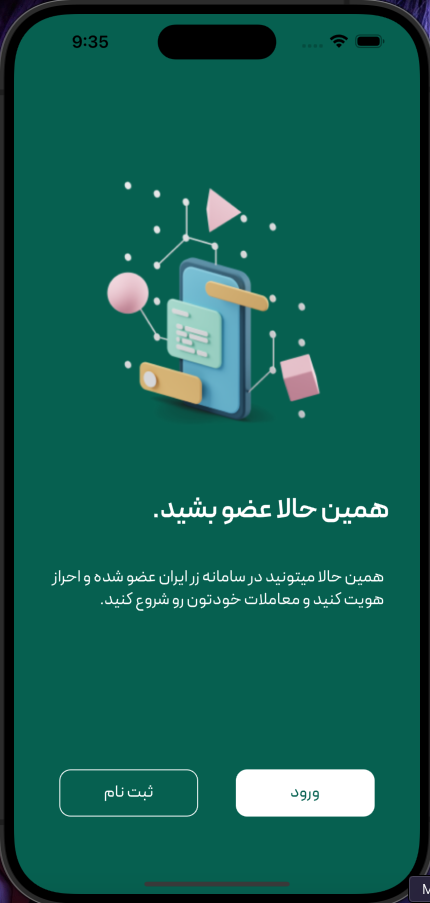 9:35
همین حالا عضو بشید.
همین حالا میتونید در سامانه زر ایران عضو شده و احراز
هویت کنید و معاملات خودتون رو شروع کنید.
ورود
ثبت نام
M